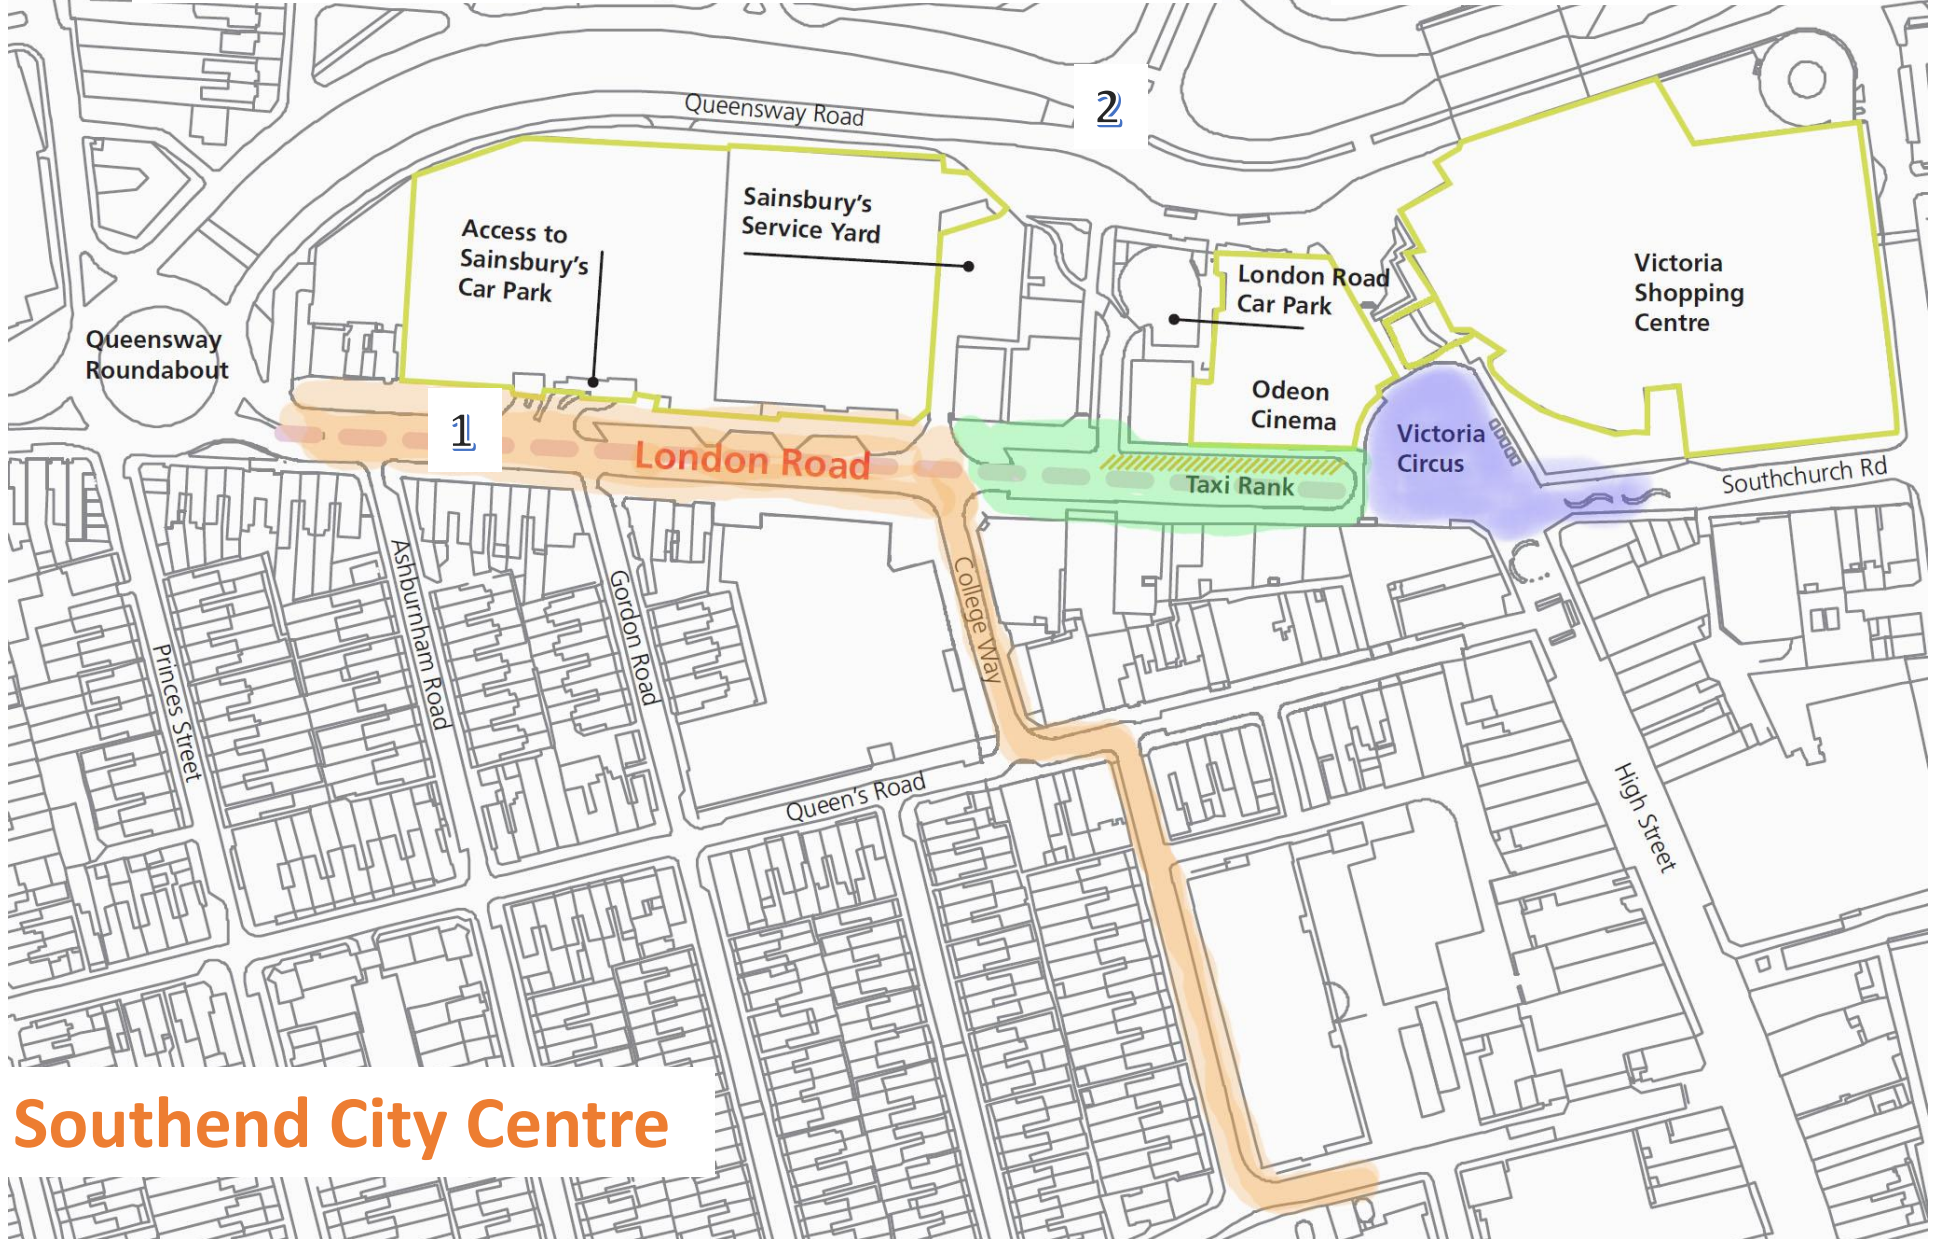 2
Queensway Road
Sainsbury's
Service Yard
Access to
Sainsbury's
Car Park
London Road
Car Park
Victoria
Shopping
Centre
Queensway
Roundabout
Odeon
Cinema
1
London Road
Victoria
Circus
Taxi Rank
Southchurch Rd
Ashburnham Road
Gordon Road
College Way
Princes Street
Queen's Road
High Street
Southend City Centre